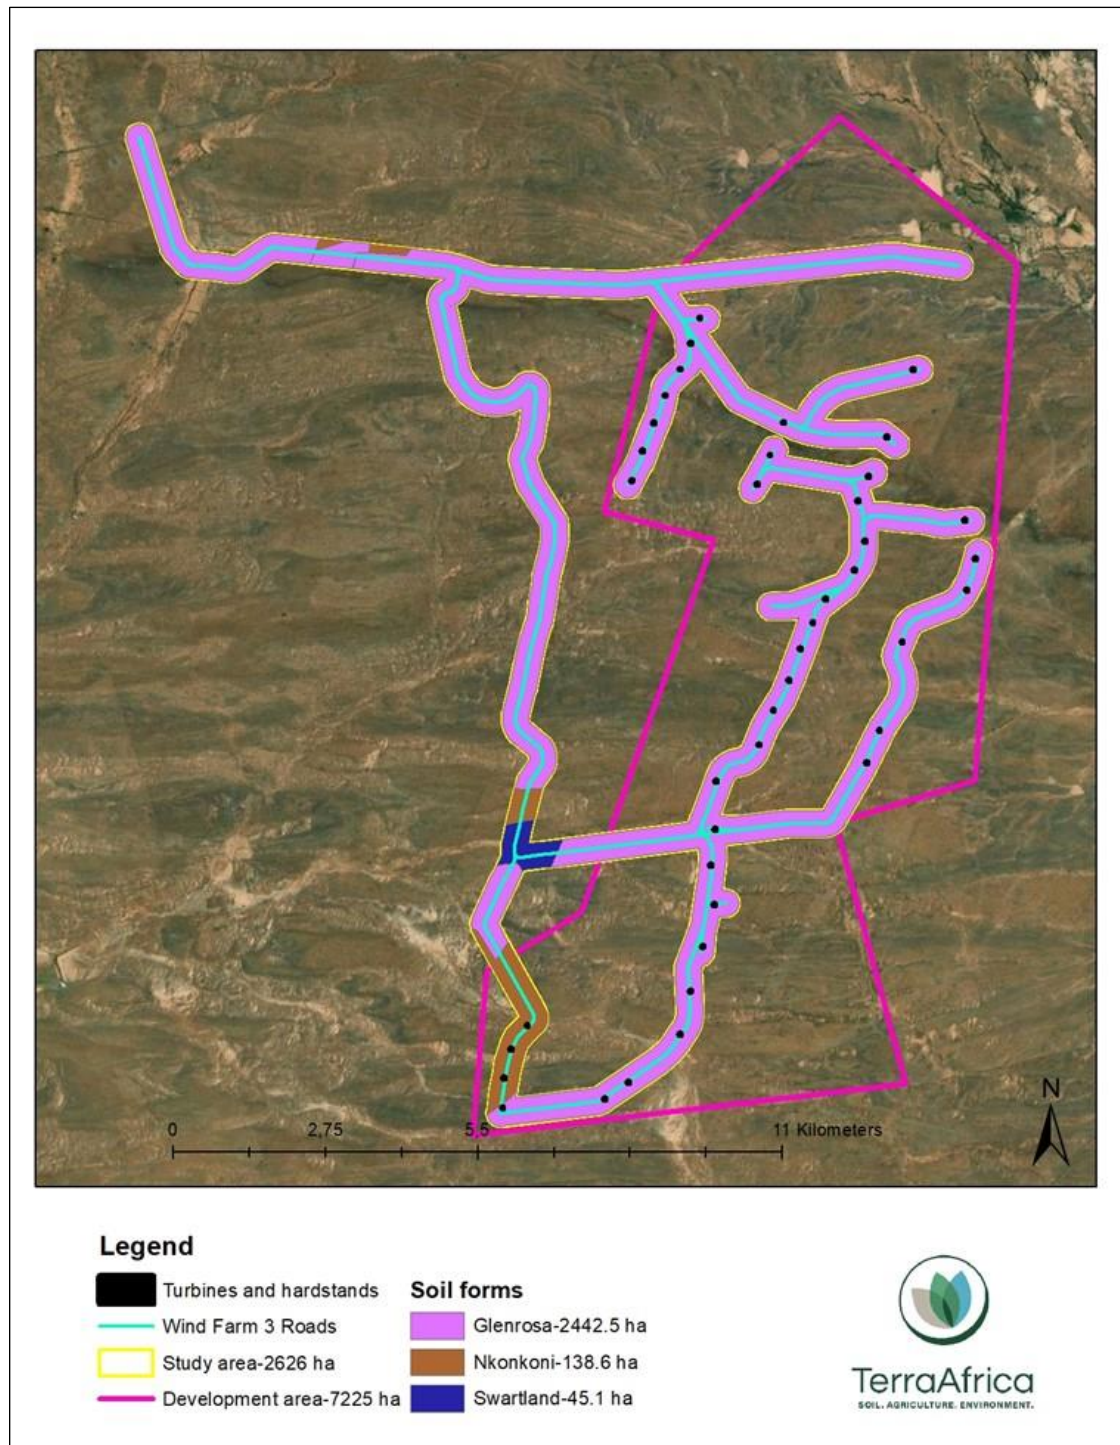 N
0 2,75 5,5 11 Kilometers
Legend
Turbines and hardstands
Wind Farm 3 Roads
Study area-2626 ha
Development area-7225 ha
Soil forms
Glenrosa-2442.5 ha
Nkonkoni-138.6 ha
Swartland-45.1 ha
TerraAfrica
SOIL. AGRICULTURE. ENVIRONMENT.